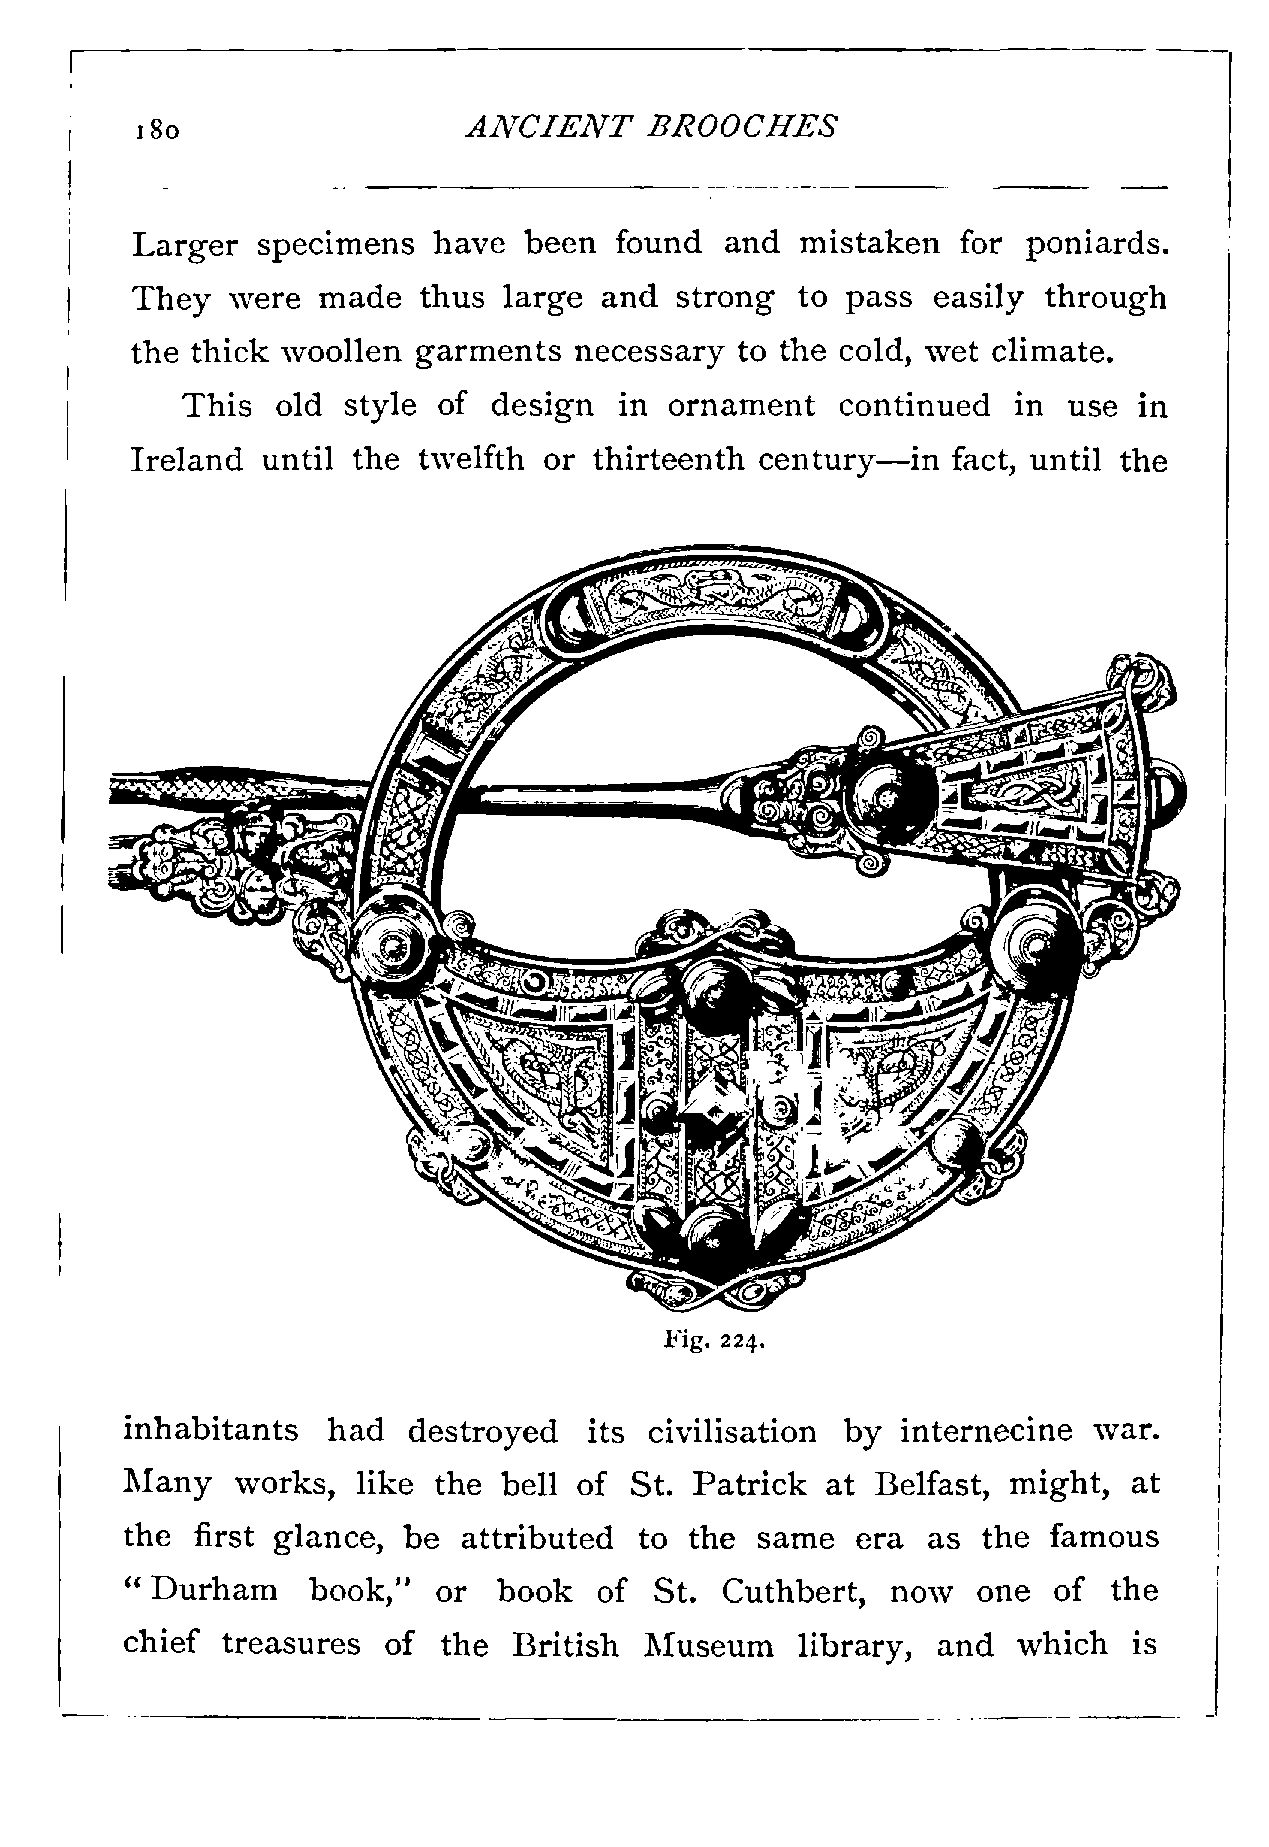 180 ANCIENT BROOCHES
Larger specimens have been found and mistaken for poniards.
They were made thus large and strong to pass easily through
the thick woollen garments necessary to the cold, wet climate.
This old style of design in ornament continued in use in
Ireland until the twelfth or thirteenth century—in fact, until the
Fig. 224.
inhabitants had destroyed its civilisation by internecine war.
Many works, like the bell of St. Patrick at Belfast, might, at
the first glance, be attributed to the same era as the famous
“Durham book,” or book of St. Cuthbert, now one of the
chief treasures of the British Museum library, and which is